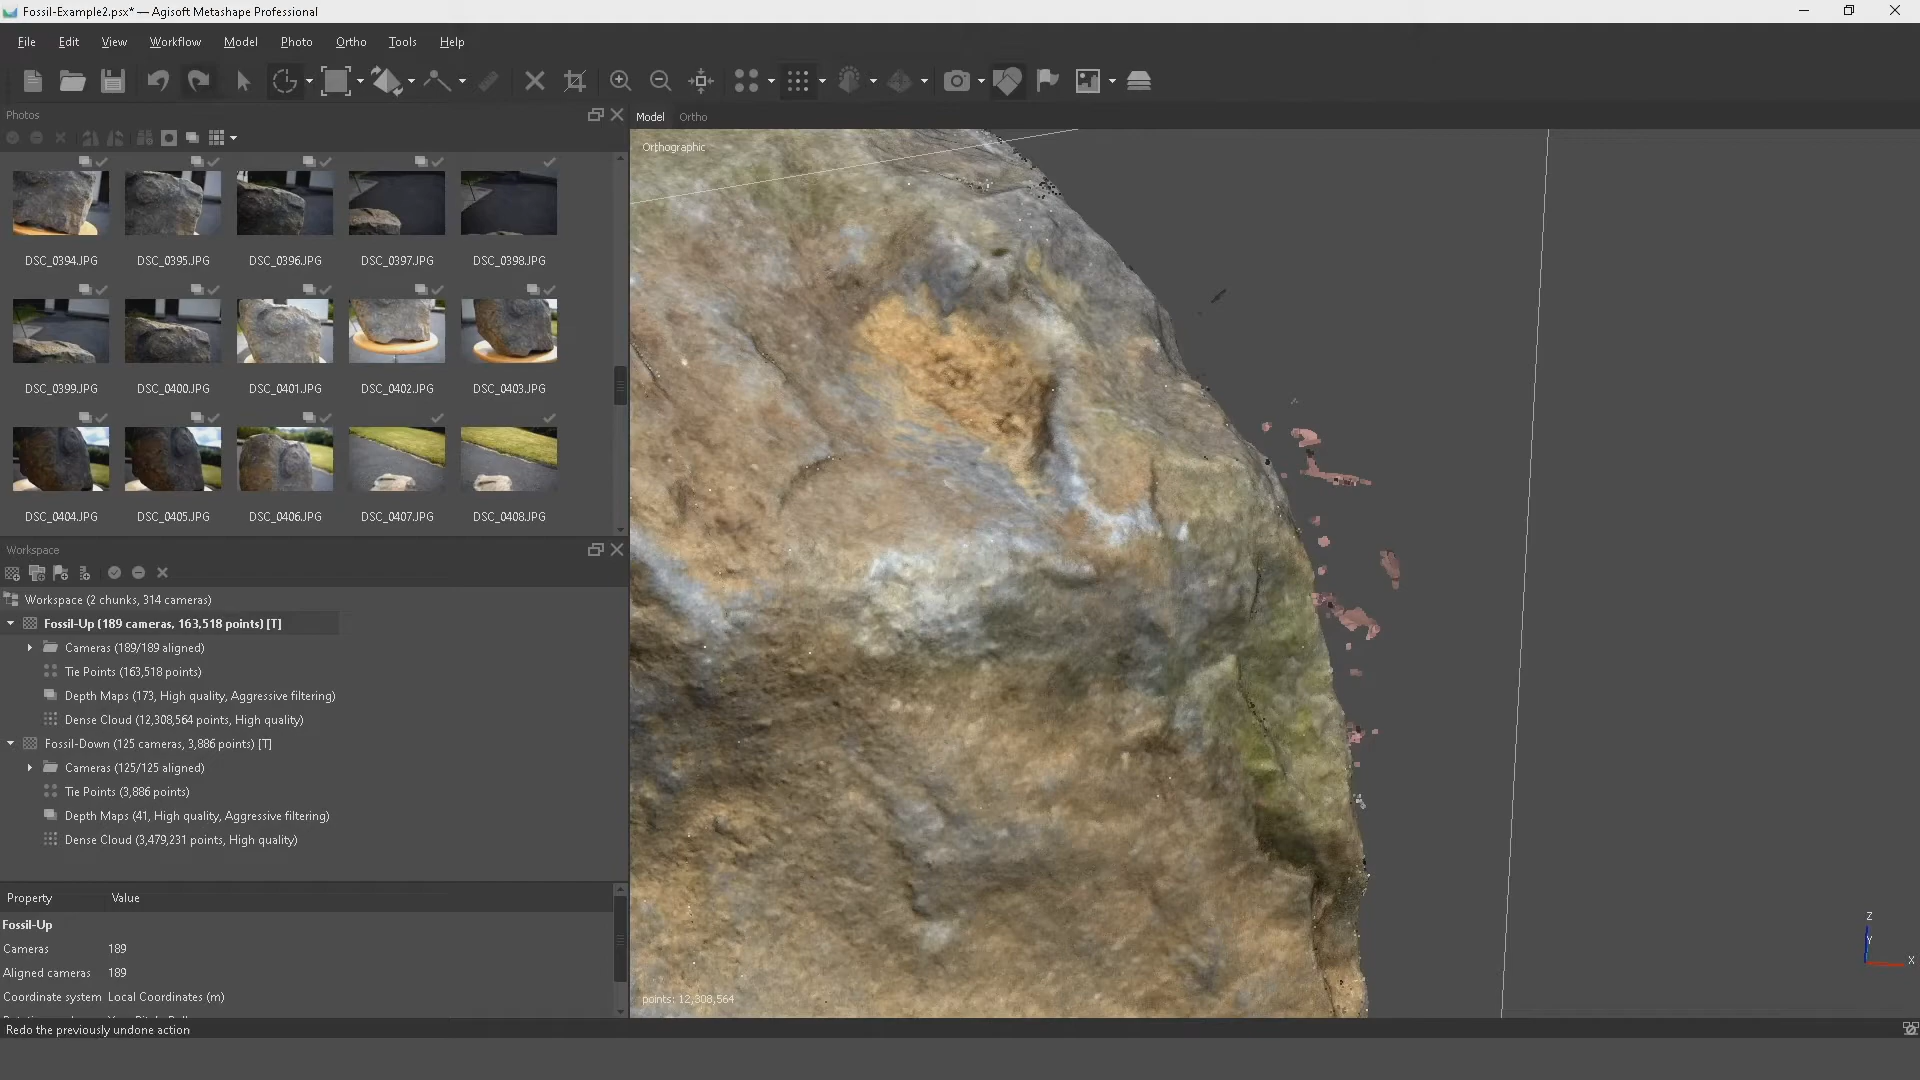 Fossil-Example2.psx* — Agisoft Metashape Professional
File Edit View Workflow Model Photo Ortho Tools Help
Photos
Model Ortho
Orthographic
DSC_0394.JPG DSC_0395.JPG DSC_0396.JPG DSC_0397.JPG DSC_0398.JPG
DSC_0399.JPG DSC_0400.JPG DSC_0401.JPG DSC_0402.JPG DSC_0403.JPG
DSC_0404.JPG DSC_0405.JPG DSC_0406.JPG DSC_0407.JPG DSC_0408.JPG
Workspace
Workspace (2 chunks, 314 cameras)
Fossil-Up (189 cameras, 163,518 points) [T]
Cameras (189/189 aligned)
Tie Points (163,518 points)
Depth Maps (173, High quality, Aggressive filtering)
Dense Cloud (12,308,564 points, High quality)
Fossil-Down (125 cameras, 3,886 points) [T]
Cameras (125/125 aligned)
Tie Points (3,886 points)
Depth Maps (41, High quality, Aggressive filtering)
Dense Cloud (3,479,231 points, High quality)
Property Value
Fossil-Up
Cameras 189
Aligned cameras 189
Coordinate system Local Coordinates (m)
points: 12,308,564
Z
Y
X
Redo the previously undone action